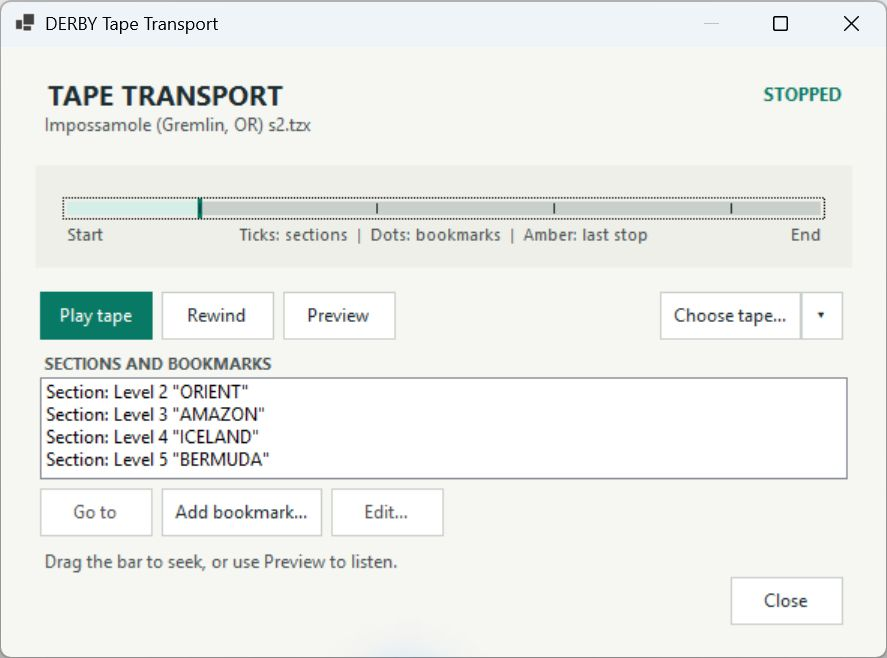 DERBY Tape Transport
TAPE TRANSPORT
STOPPED
Impossamole (Gremlin, OR) s2.tzx
Start
Ticks: sections | Dots: bookmarks | Amber: last stop
End
Play tape
Rewind
Preview
Choose tape...
SECTIONS AND BOOKMARKS
Section: Level 2 "ORIENT"
Section: Level 3 "AMAZON"
Section: Level 4 "ICELAND"
Section: Level 5 "BERMUDA"
Go to
Add bookmark...
Edit...
Drag the bar to seek, or use Preview to listen.
Close